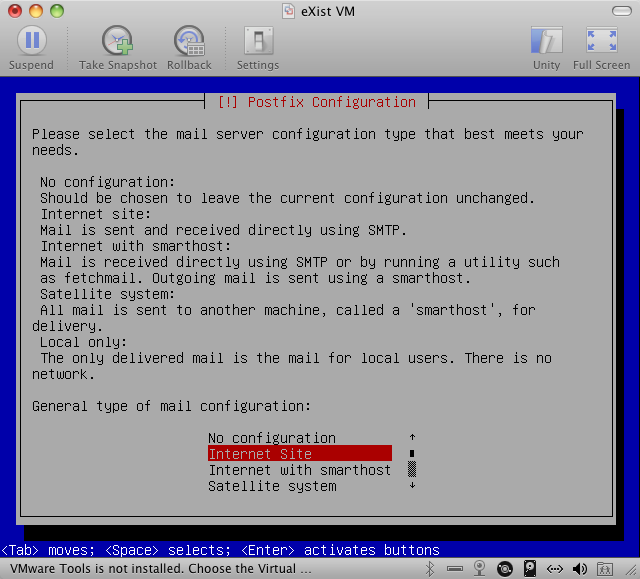 eXist VM
Suspend
Take Snapshot
Rollback
Settings
Unity
Full Screen
[!] Postfix Configuration
Please select the mail server configuration type that best meets your
needs.
No configuration:
Should be chosen to leave the current configuration unchanged.
Internet site:
Mail is sent and received directly using SMTP.
Internet with smarthost:
Mail is received directly using SMTP or by running a utility such
as fetchmail. Outgoing mail is sent using a smarthost.
Satellite system:
All mail is sent to another machine, called a 'smarthost', for
delivery.
Local only:
The only delivered mail is the mail for local users. There is no
network.
General type of mail configuration:
No configuration
Internet Site
Internet with smarthost
Satellite system
<Tab> moves; <Space> selects; <Enter> activates buttons
VMware Tools is not installed. Choose the Virtual ...